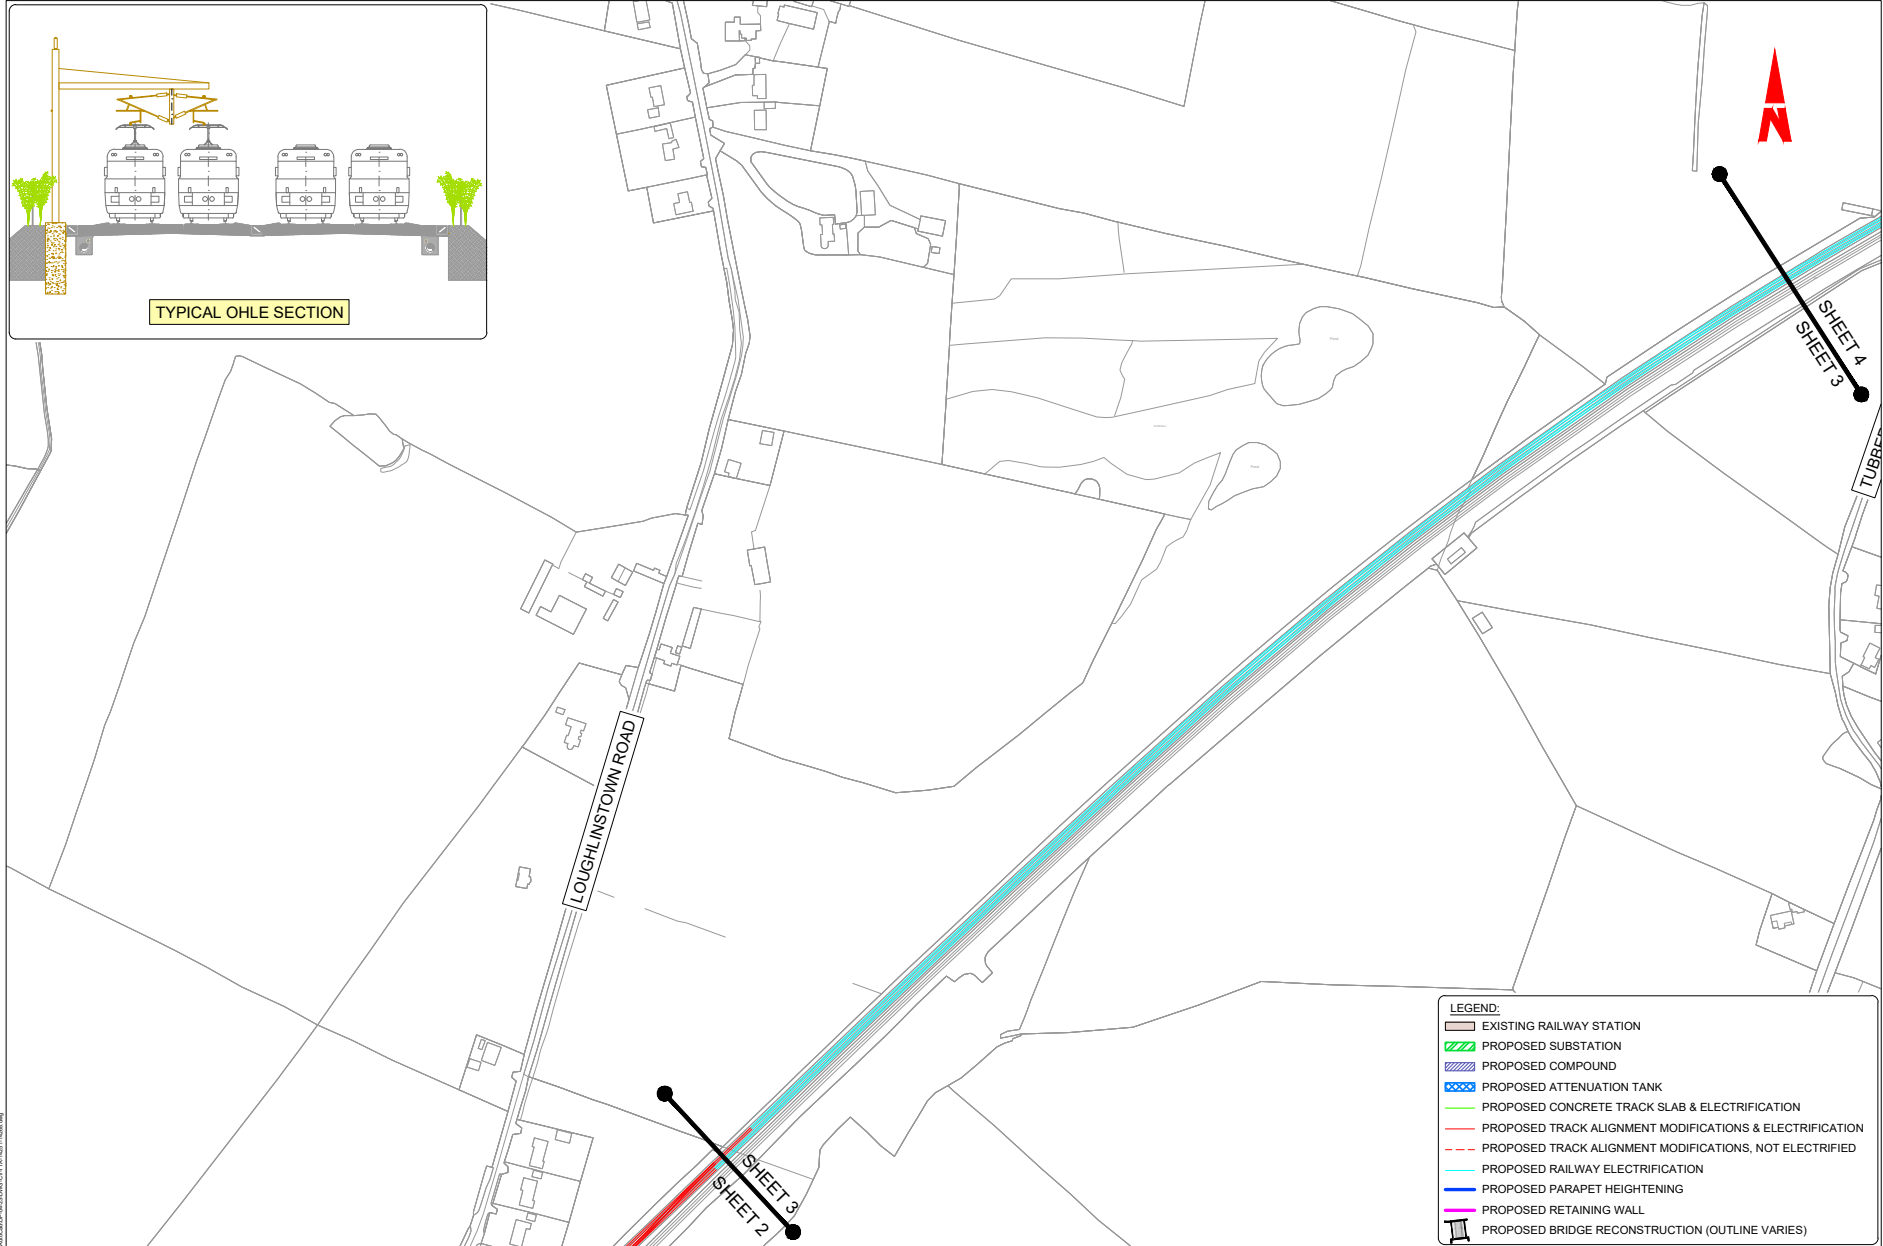 TYPICAL OHLE SECTION
N
SHEET 4
SHEET 3
LOUGHLINSTOWN ROAD
SHEET 3
SHEET 2
LEGEND:
EXISTING RAILWAY STATION
PROPOSED SUBSTATION
PROPOSED COMPOUND
PROPOSED ATTENUATION TANK
PROPOSED CONCRETE TRACK SLAB & ELECTRIFICATION
PROPOSED TRACK ALIGNMENT MODIFICATIONS & ELECTRIFICATION
PROPOSED TRACK ALIGNMENT MODIFICATIONS, NOT ELECTRIFIED
PROPOSED RAILWAY ELECTRIFICATION
PROPOSED PARAPET HEIGHTENING
PROPOSED RETAINING WALL
PROPOSED BRIDGE RECONSTRUCTION (OUTLINE VARIES)